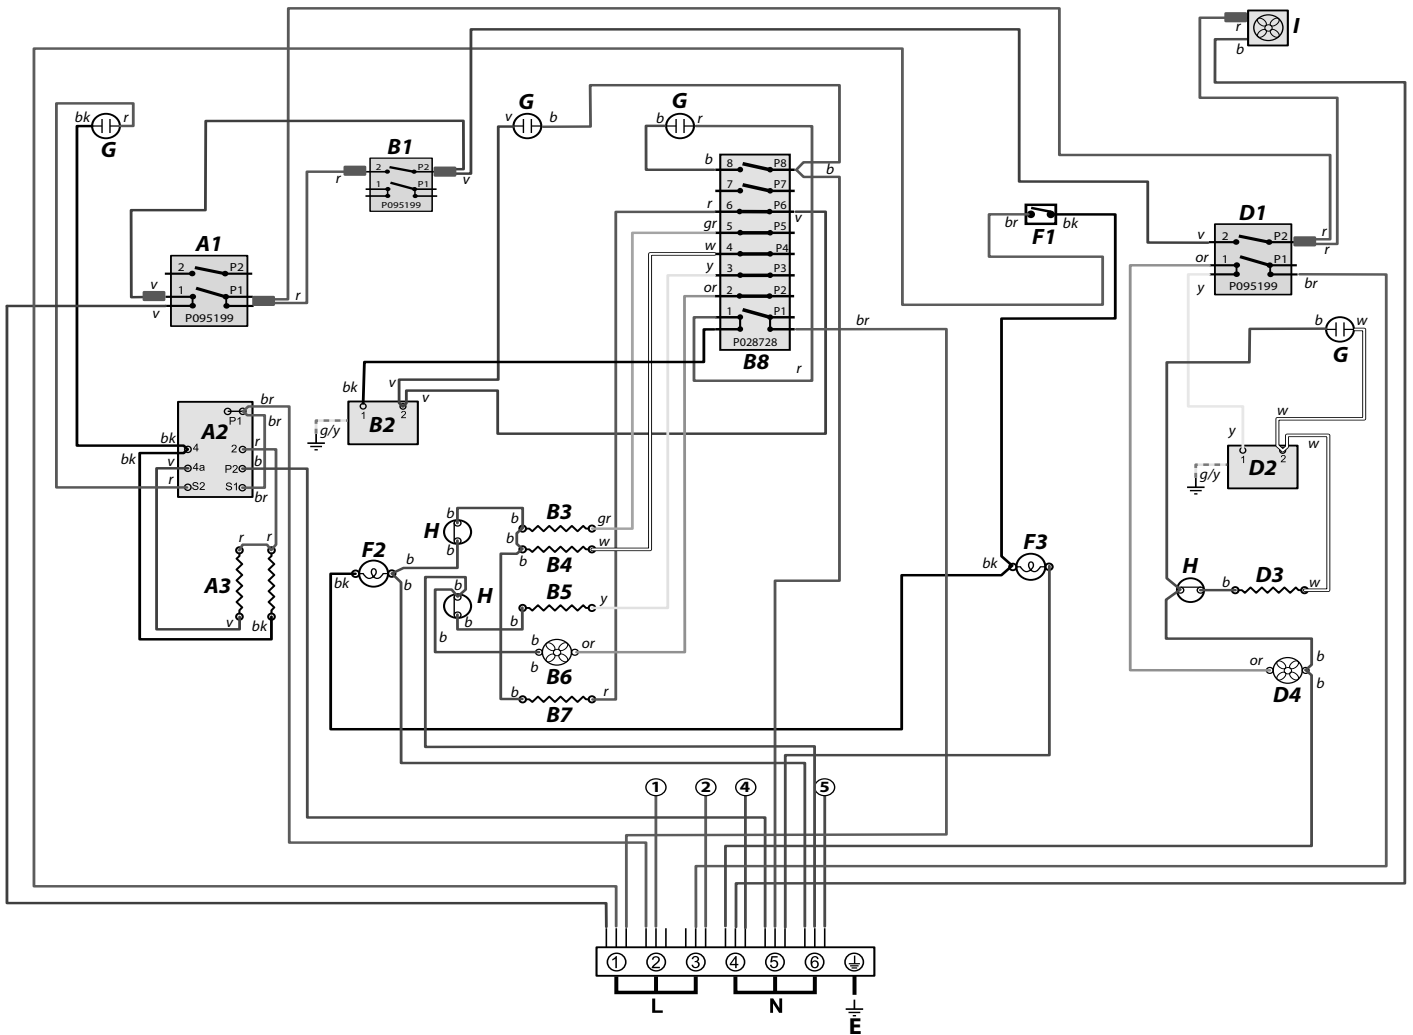 I
r
b
G
G
bk
r
v
b
b
r
G
B1
2
P2
1
P1
P095199
r
v
b
8
P8
b
7
P7
r
6
P6
v
gr
5
P5
w
4
P4
y
3
P3
or
2
P2
1
P1
br
P028728
B8
r
br
bk
F1
D1
v
2
P2
r
r
or
1
P1
y
P095199
br
A1
2
P2
v
1
P1
r
v
P095199
b
w
G
bk
v
v
1
2
B2
g/y
br
P1
br
A2
bk
4
2
r
bk
v
4a
P2
b
r
S2
S1
br
w
y
w
1
2
D2
g/y
r
r
A3
v
bk
b
H
b
b
B3
gr
b
w
b
B4
F2
b
bk
b
b
H
B5
y
b
b
b
b
or
b
B6
b
r
B7
F3
bk
H
b
D3
w
or
b
b
D4
1
2
4
5
1
2
3
4
5
6
L
N
E